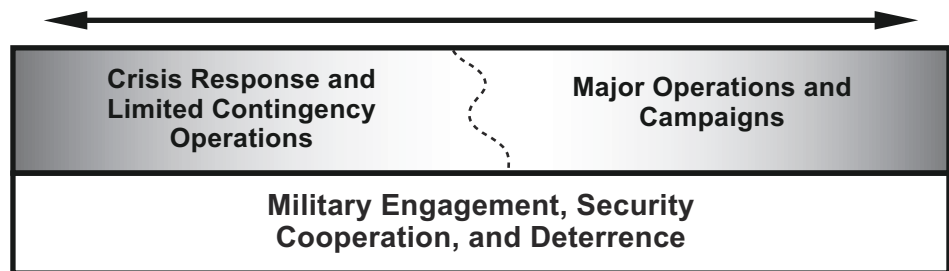 Crisis Response and
Limited Contingency
Operations
Major Operations and
Campaigns
Military Engagement, Security
Cooperation, and Deterrence